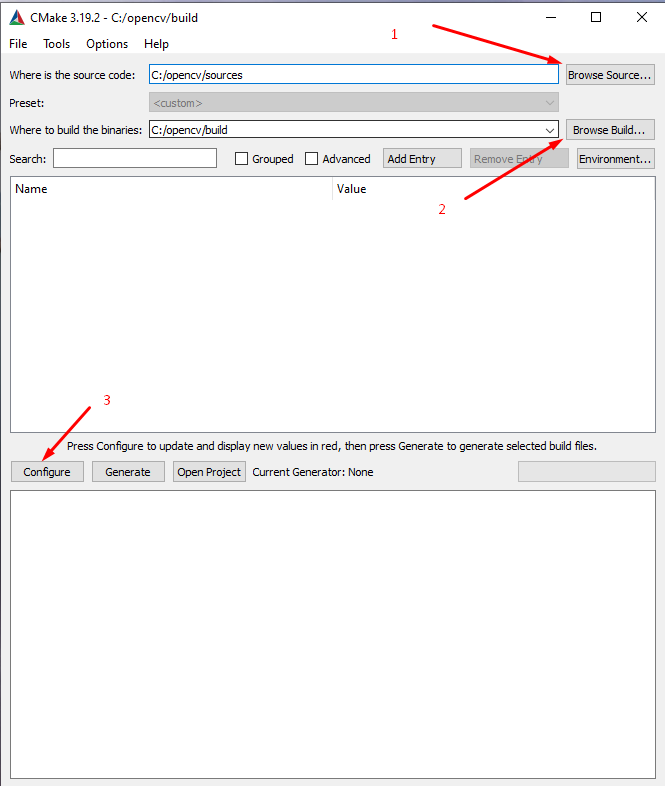 CMake 3.19.2 - C:/opencv/build
File Tools Options Help
1
Where is the source code: C:/opencv/sources Browse Source...
Preset: <custom>
Where to build the binaries: C:/opencv/build Browse Build...
Search: Grouped Advanced Add Entry Remove Entry Environment...
Name Value
2
3
Press Configure to update and display new values in red, then press Generate to generate selected build files.
Configure Generate Open Project Current Generator: None